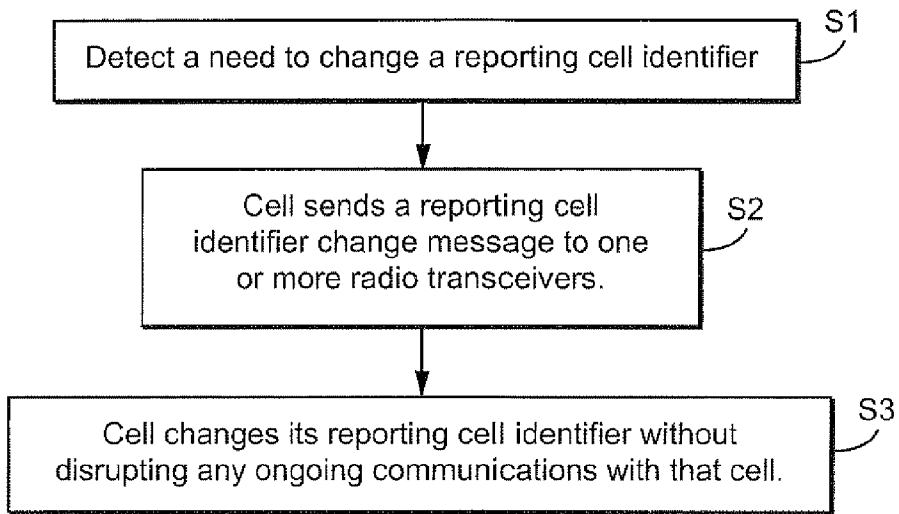 S1
Detect a need to change a reporting cell identifier
Cell sends a reporting cell
identifier change message to one
or more radio transceivers.
S2
Cell changes its reporting cell identifier without
disrupting any ongoing communications with that cell.
S3